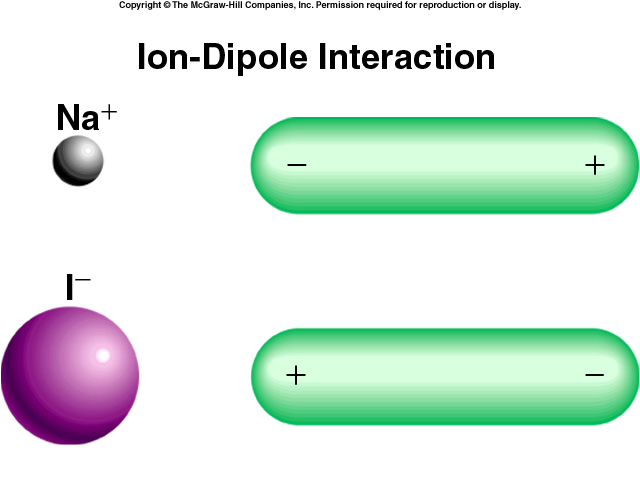 Copyright © The McGraw-Hill Companies, Inc. Permission required for reproduction or display.
Ion-Dipole Interaction
Na⁺
− +
I⁻
+ −